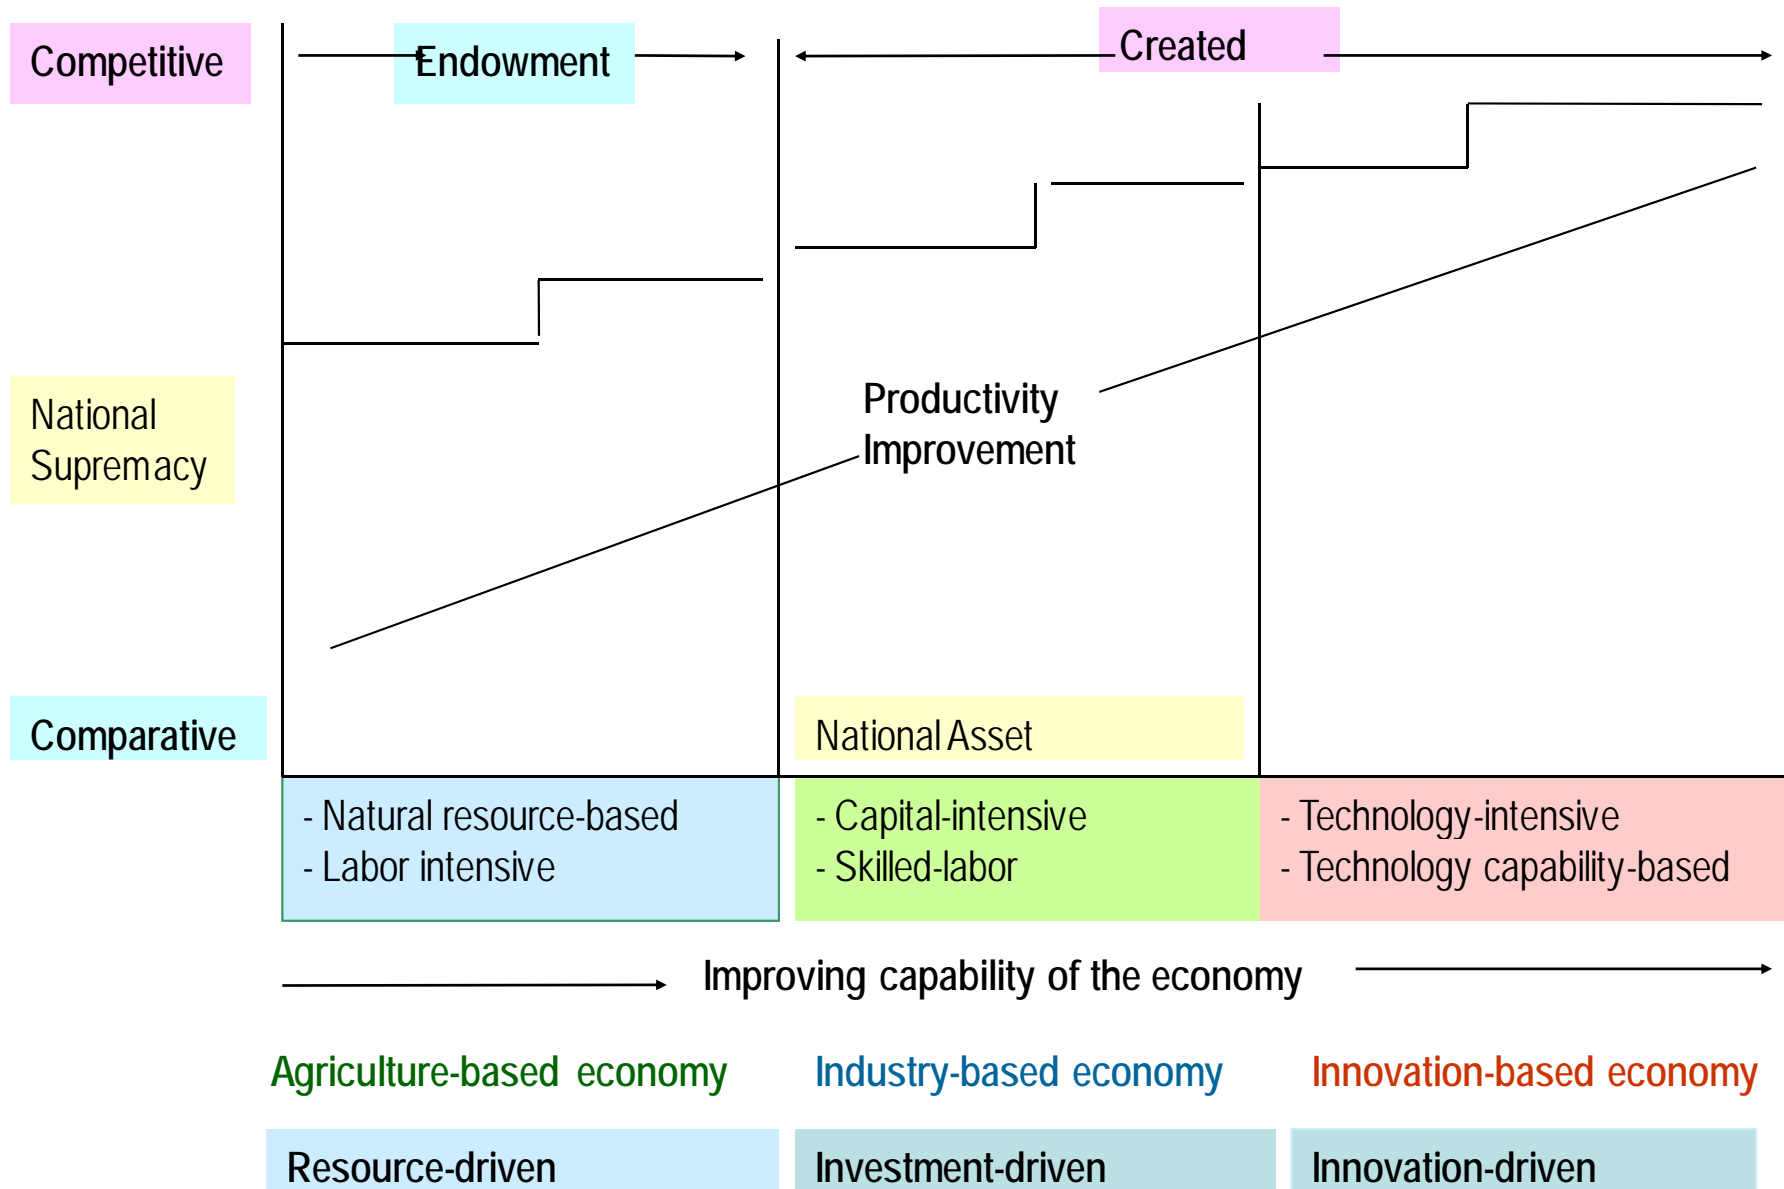 Competitive
Endowment
Created
National
Supremacy
Productivity
Improvement
Comparative
National Asset
- Natural resource-based
- Labor intensive
- Capital-intensive
- Skilled-labor
- Technology-intensive
- Technology capability-based
Improving capability of the economy
Agriculture-based economy
Industry-based economy
Innovation-based economy
Resource-driven
Investment-driven
Innovation-driven